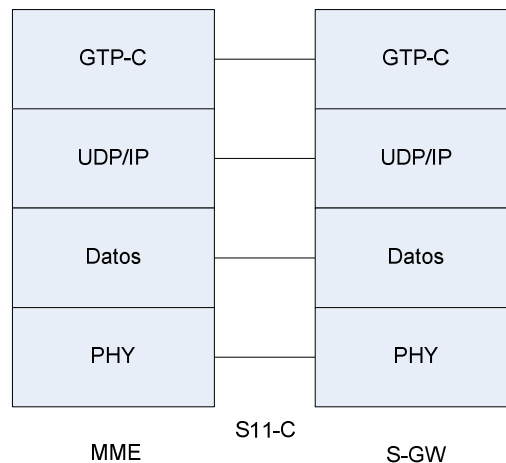 GTP-C GTP-C
UDP/IP UDP/IP
Datos Datos
PHY PHY
S11-C
MME S-GW